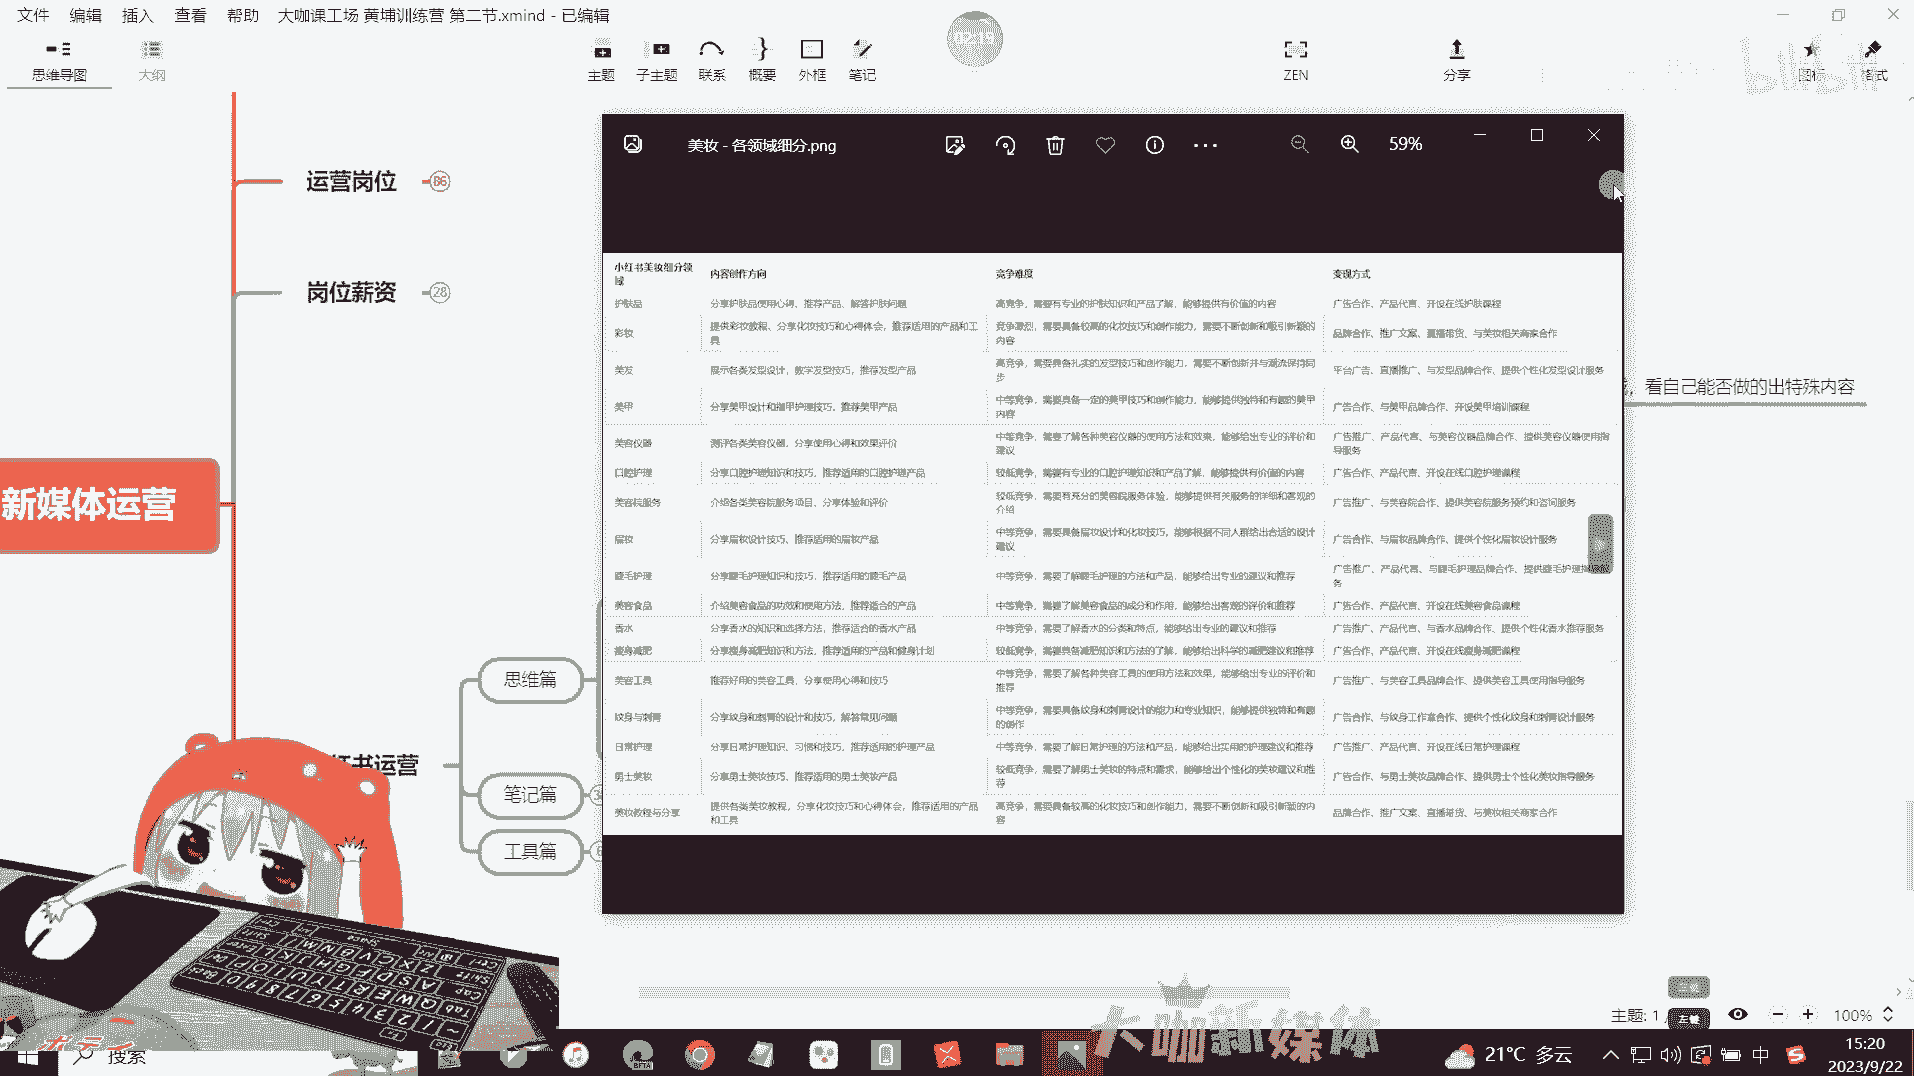 文件 编辑 插入 查看 帮助 大咖课工场 黄埔训练营 第二节.xmind - 已编辑
思维导图 大纲 主题 子主题 联系 概要 外框 笔记 ZEN 分享 图标 格式
美妆 - 各领域细分.png 59%
运营岗位 86
岗位薪资 28
新媒体运营
看自己能否做的出特殊内容
思维篇
书运营
笔记篇
工具篇
小红书美妆细分领域 内容创作方向 竞争难度 变现方式
护肤品 分享护肤品使用心得、推荐产品、解答护肤问题 高竞争，需要有专业的护肤知识和产品了解，能够提供有价值的内容 广告合作、产品代言、开设在线护肤课程
彩妆 提供彩妆教程、分享化妆技巧和心得体会，推荐适用的产品和工具 竞争激烈，需要具备较高的化妆技巧和创作能力，需要不断创新和吸引新颖的内容 品牌合作、推广文案、直播带货、与美妆相关商家合作
美发 展示各类发型设计，教学发型技巧，推荐发型产品 高竞争，需要具备扎实的发型技巧和创作能力，需要不断创新并与潮流保持同步 平台广告、直播推广、与发型品牌合作、提供个性化发型设计服务
美甲 分享美甲设计和指甲护理技巧，推荐美甲产品 中等竞争，需要具备一定的美甲技巧和创作能力，能够提供独特和有趣的美甲内容 广告合作、与美甲品牌合作、开设美甲培训课程
美容仪器 测评各类美容仪器，分享使用心得和效果评价 中等竞争，需要了解各种美容仪器的使用方法和效果，能够给出专业的评价和建议 广告推广、产品代言、与美容仪器品牌合作、提供美容仪器使用指导服务
口腔护理 分享口腔护理知识和技巧，推荐适用的口腔护理产品 较低竞争，需要有专业的口腔护理知识和产品了解，能够提供有价值的内容 广告合作、产品代言、开设在线口腔护理课程
美容院服务 介绍各类美容院服务项目，分享体验和评价 较低竞争，需要有充分的美容院服务体验，能够提供有关服务的详细和客观的介绍 广告推广、与美容院合作、提供美容院服务预约和咨询服务
眉妆 分享眉妆设计技巧、推荐适用的眉妆产品 中等竞争，需要具备眉妆设计和化妆技巧，能够根据不同人群给出合适的设计建议 广告合作、与眉妆品牌合作、提供个性化眉妆设计服务
睫毛护理 分享睫毛护理知识和技巧，推荐适用的睫毛产品 中等竞争，需要了解睫毛护理的方法和产品，能够给出专业的建议和推荐 广告推广、产品代言、与睫毛护理品牌合作、提供睫毛护理指导服务
美容食品 介绍美容食品的功效和使用方法，推荐适合的产品 中等竞争，需要了解美容食品的成分和作用，能够给出客观的评价和推荐 广告合作、产品代言、开设在线美容食品课程
香水 分享香水的知识和选择方法，推荐适合的香水产品 中等竞争，需要了解香水的分类和特点，能够给出专业的建议和推荐 广告推广、产品代言、与香水品牌合作、提供个性化香水推荐服务
瘦身减肥 分享瘦身减肥知识和方法，推荐适用的产品和健身计划 较低竞争，需要具备减肥知识和方法的了解，能够给出科学的减肥建议和推荐 广告合作、产品代言、开设在线瘦身减肥课程
美容工具 推荐好用的美容工具，分享使用心得和技巧 中等竞争，需要了解各种美容工具的使用方法和效果，能够给出专业的评价和推荐 广告推广、与美容工具品牌合作、提供美容工具使用指导服务
纹身与刺青 分享纹身和刺青的设计和技巧，解答常见问题 中等竞争，需要具备纹身和刺青设计的能力和专业知识，能够提供独特和有趣的创作 广告合作、与纹身工作室合作、提供个性化纹身和刺青设计服务
日常护理 分享日常护理知识、习惯和技巧，推荐适用的护理产品 中等竞争，需要了解日常护理的方法和产品，能够给出实用的护理建议和推荐 广告推广、产品代言、开设在线日常护理课程
男士美妆 分享男士美妆技巧、推荐适用的男士美妆产品 较低竞争，需要了解男士美妆的特点和需求，能够给出个性化的美妆建议和推荐 广告合作、与男士美妆品牌合作、提供男士个性化美妆指导服务
美妆教程与分享 提供各类美妆教程，分享化妆技巧和心得体会，推荐适用的产品和工具 高竞争，需要具备较高的化妆技巧和创作能力，需要不断创新和吸引新颖的内容 品牌合作、推广文案、直播带货、与美妆相关商家合作
主题: 1 / 100%
大咖新媒体
搜索 21°C 多云 中 15:20
2023/9/22